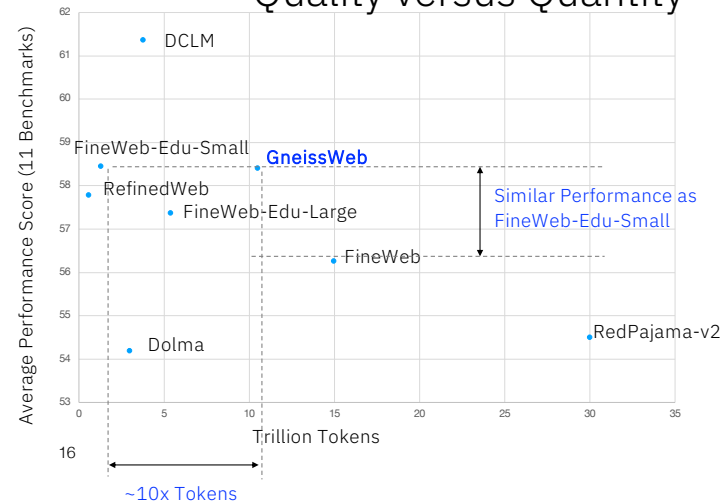 Quality versus Quantity
Average Performance Score (11 Benchmarks)
62
61
60
59
58
57
56
55
54
53
DCLM
FineWeb-Edu-Small
GneissWeb
RefinedWeb
FineWeb-Edu-Large
Similar Performance as
FineWeb-Edu-Small
FineWeb
RedPajama-v2
Dolma
0
5
10
15
20
25
30
35
Trillion Tokens
16
~10x Tokens